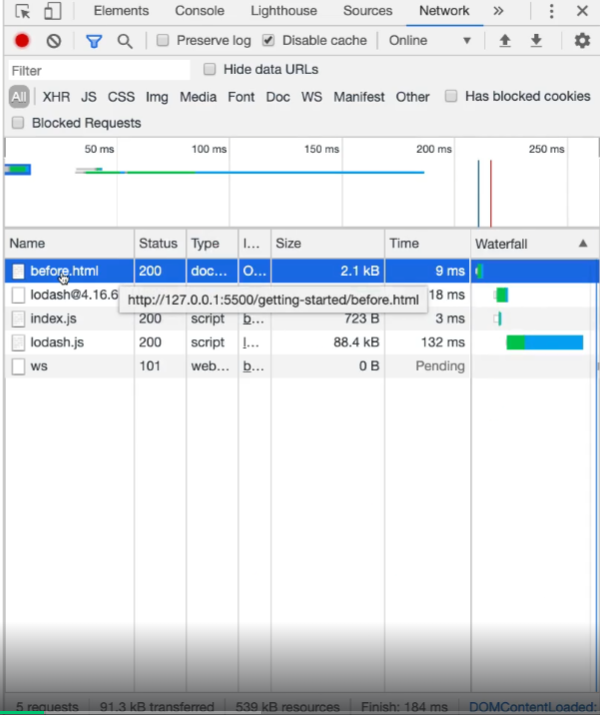 Elements Console Lighthouse Sources Network »
Preserve log Disable cache Online
Filter Hide data URLs
All XHR JS CSS Img Media Font Doc WS Manifest Other Has blocked cookies
Blocked Requests
50 ms 100 ms 150 ms 200 ms 250 ms
Name Status Type I... Size Time Waterfall
before.html 200 doc... O... 2.1 kB 9 ms
lodash@4.16.6 18 ms
http://127.0.0.1:5500/getting-started/before.html
index.js 200 script b... 723 B 3 ms
lodash.js 200 script l... 88.4 kB 132 ms
ws 101 web... b... 0 B Pending
5 requests 91.3 kB transferred 539 kB resources Finish: 184 ms DOMContentLoaded: